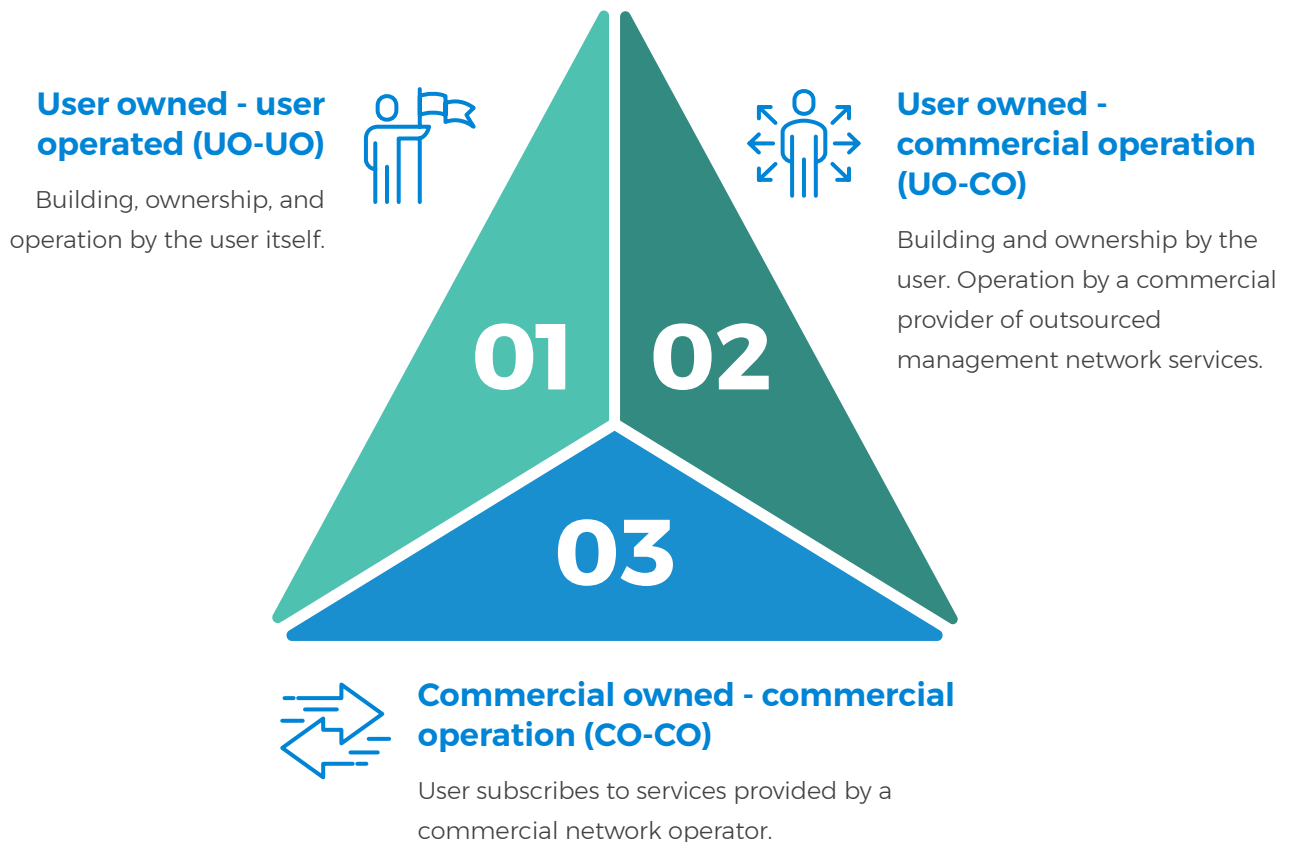 User owned - user
operated (UO-UO)
Building, ownership, and
operation by the user itself.
User owned -
commercial operation
(UO-CO)
Building and ownership by the
user. Operation by a commercial
provider of outsourced
management network services.
01
02
03
Commercial owned - commercial
operation (CO-CO)
User subscribes to services provided by a
commercial network operator.